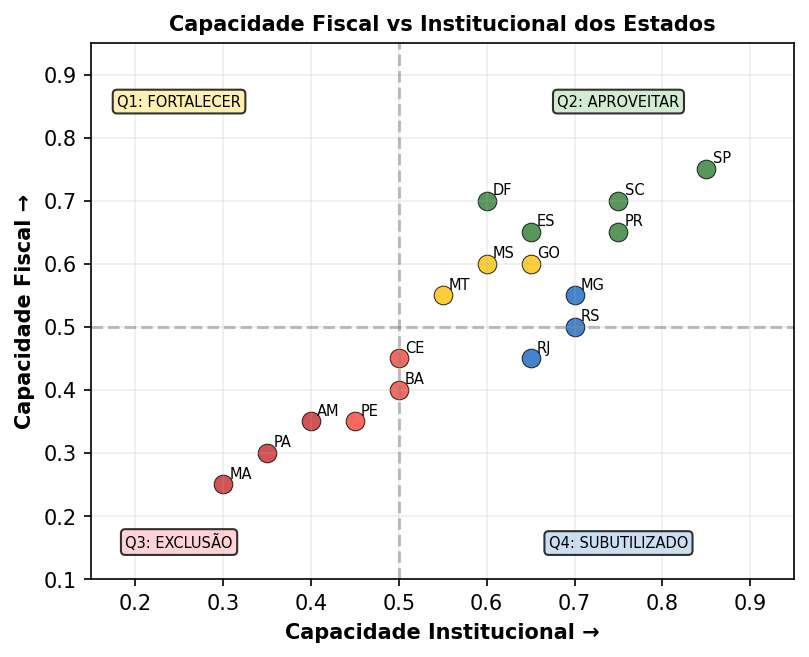 Capacidade Fiscal vs Institucional dos Estados
Capacidade Fiscal →
0.9
0.8
0.7
0.6
0.5
0.4
0.3
0.2
0.1
Q1: FORTALECER
Q2: APROVEITAR
SP
DF
SC
ES
PR
MS
GO
MT
MG
RS
CE
RJ
BA
AM
PE
PA
MA
Q3: EXCLUSÃO
Q4: SUBUTILIZADO
0.2
0.3
0.4
0.5
0.6
0.7
0.8
0.9
Capacidade Institucional →